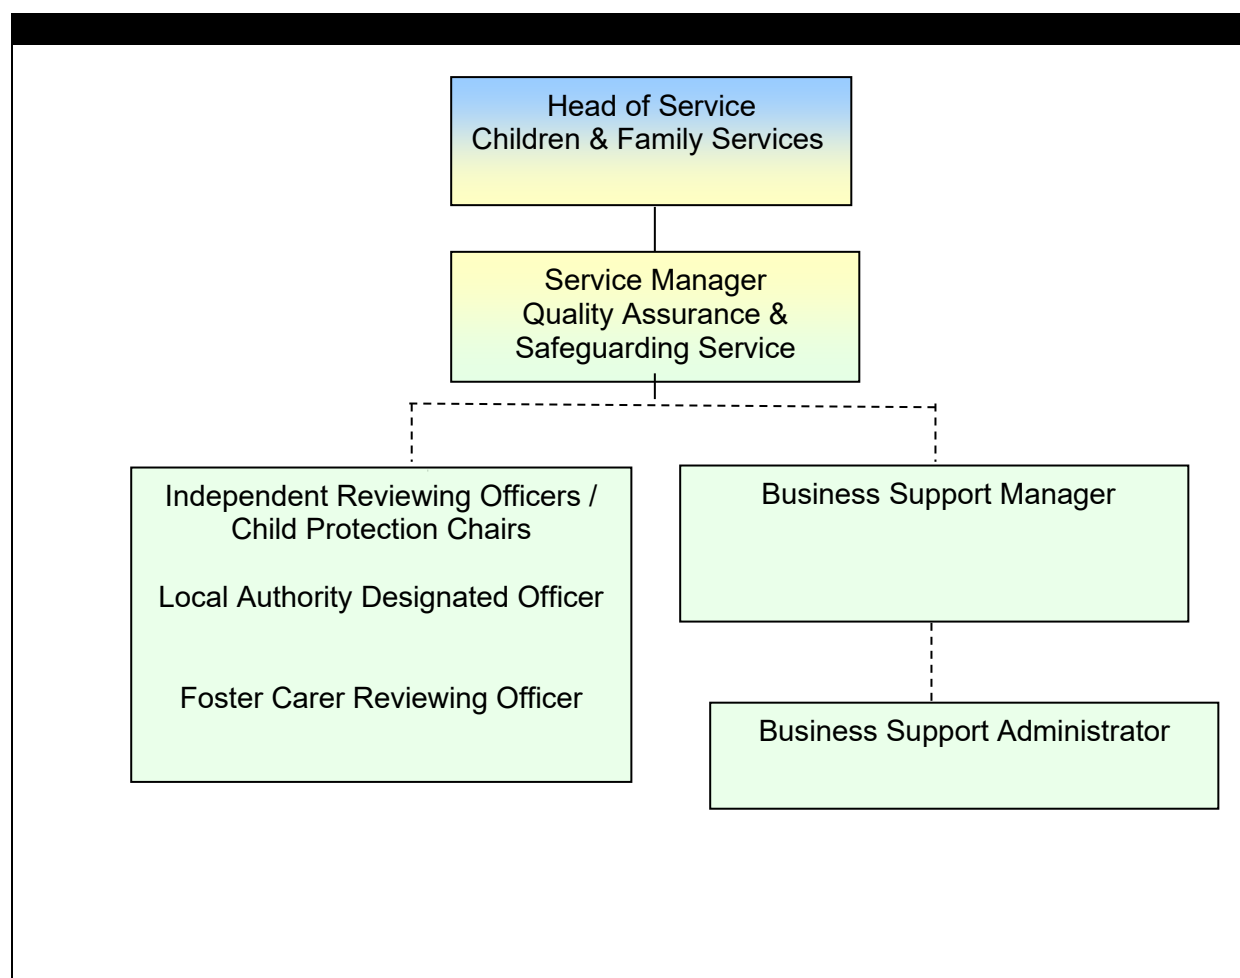 Head of Service
Children & Family Services
Service Manager
Quality Assurance &
Safeguarding Service
Independent Reviewing Officers /
Child Protection Chairs
Local Authority Designated Officer
Foster Carer Reviewing Officer
Business Support Manager
Business Support Administrator